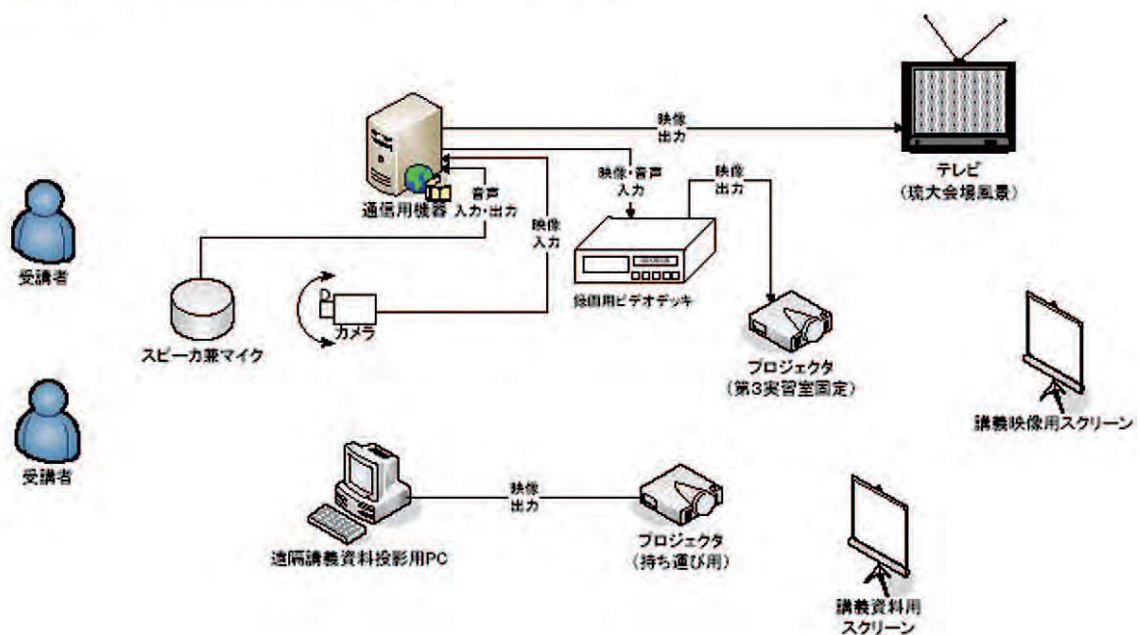 映像
出力
通信用機器
音声
入力・出力
映像
入力
映像・音声
入力
映像
出力
テレビ
(琉大会場風景)
受講者
スピーカ兼マイク
カメラ
録画用ビデオデッキ
プロジェクタ
(第3実習室固定)
講義映像用スクリーン
受講者
遠隔講義資料投影用PC
映像
出力
プロジェクタ
(持ち運び用)
講義資料用
スクリーン